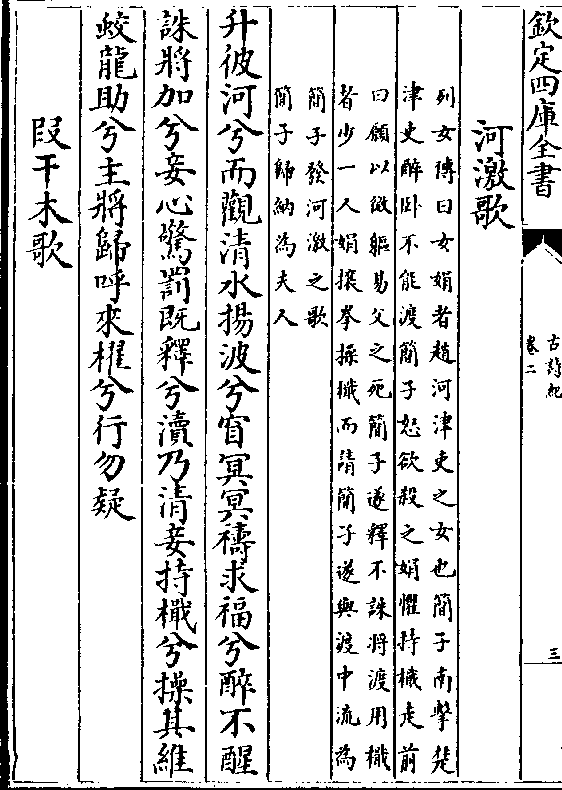 欽定四庫全書
古詩紀
卷二
三
河激歌
列女傳曰女娟者趙河津吏之女也簡子南擊楚
津吏醉卧不能渡簡子怒欲殺之娟懼持檝走前
曰願以微軀易父之死簡子遂釋不誅將渡用檝
者少一人娟攘拳操檝而請簡子遂與渡中流為
簡子發河激之歌
簡子歸納為夫人
升彼河兮而觀清水揚波兮窅冥冥禱求福兮醉不醒
誅將加兮妾心驚罰既釋兮瀆乃清妾持檝兮操其維
蛟龍助兮主將歸呼來櫂兮行勿疑
段干木歌